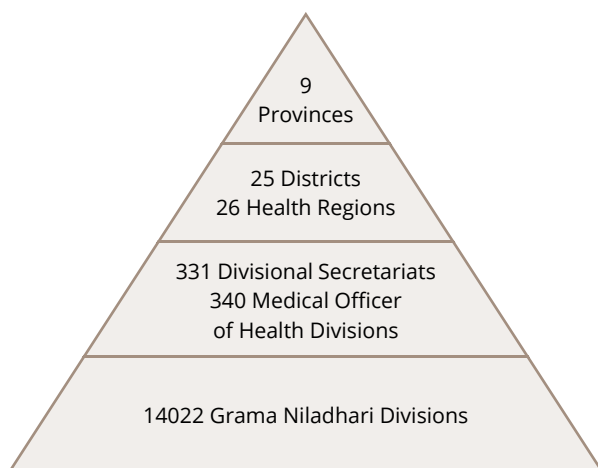 9
Provinces
25 Districts
26 Health Regions
331 Divisional Secretariats
340 Medical Officer
of Health Divisions
14022 Grama Niladhari Divisions